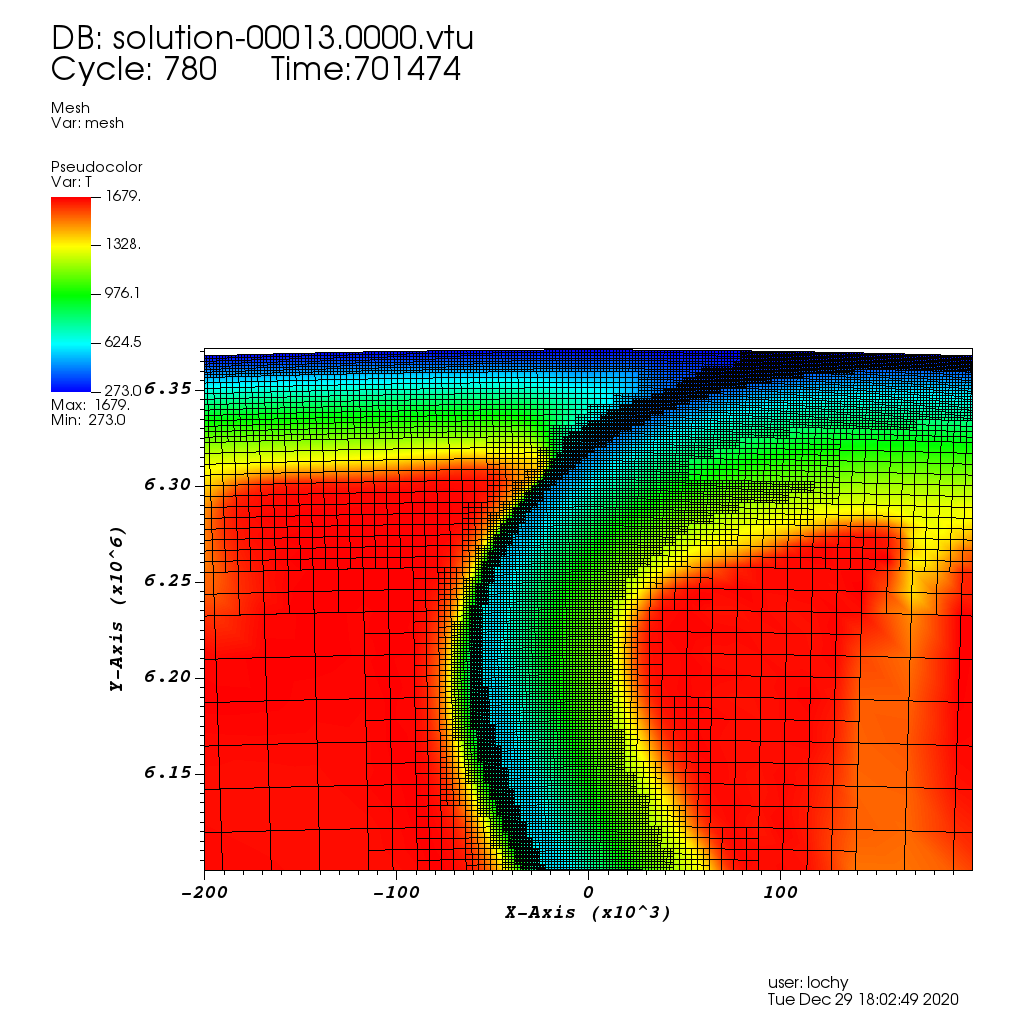 DB: solution-00013.0000.vtu
Cycle: 780 Time:701474
Mesh
Var: mesh
Pseudocolor
Var: T
1679.
1328.
976.1
624.5
273.0
Max: 1679.
Min: 273.0
6.35
6.30
6.25
6.20
6.15
Y-Axis (x10^6)
-200
-100
0
100
X-Axis (x10^3)
user: lochy
Tue Dec 29 18:02:49 2020